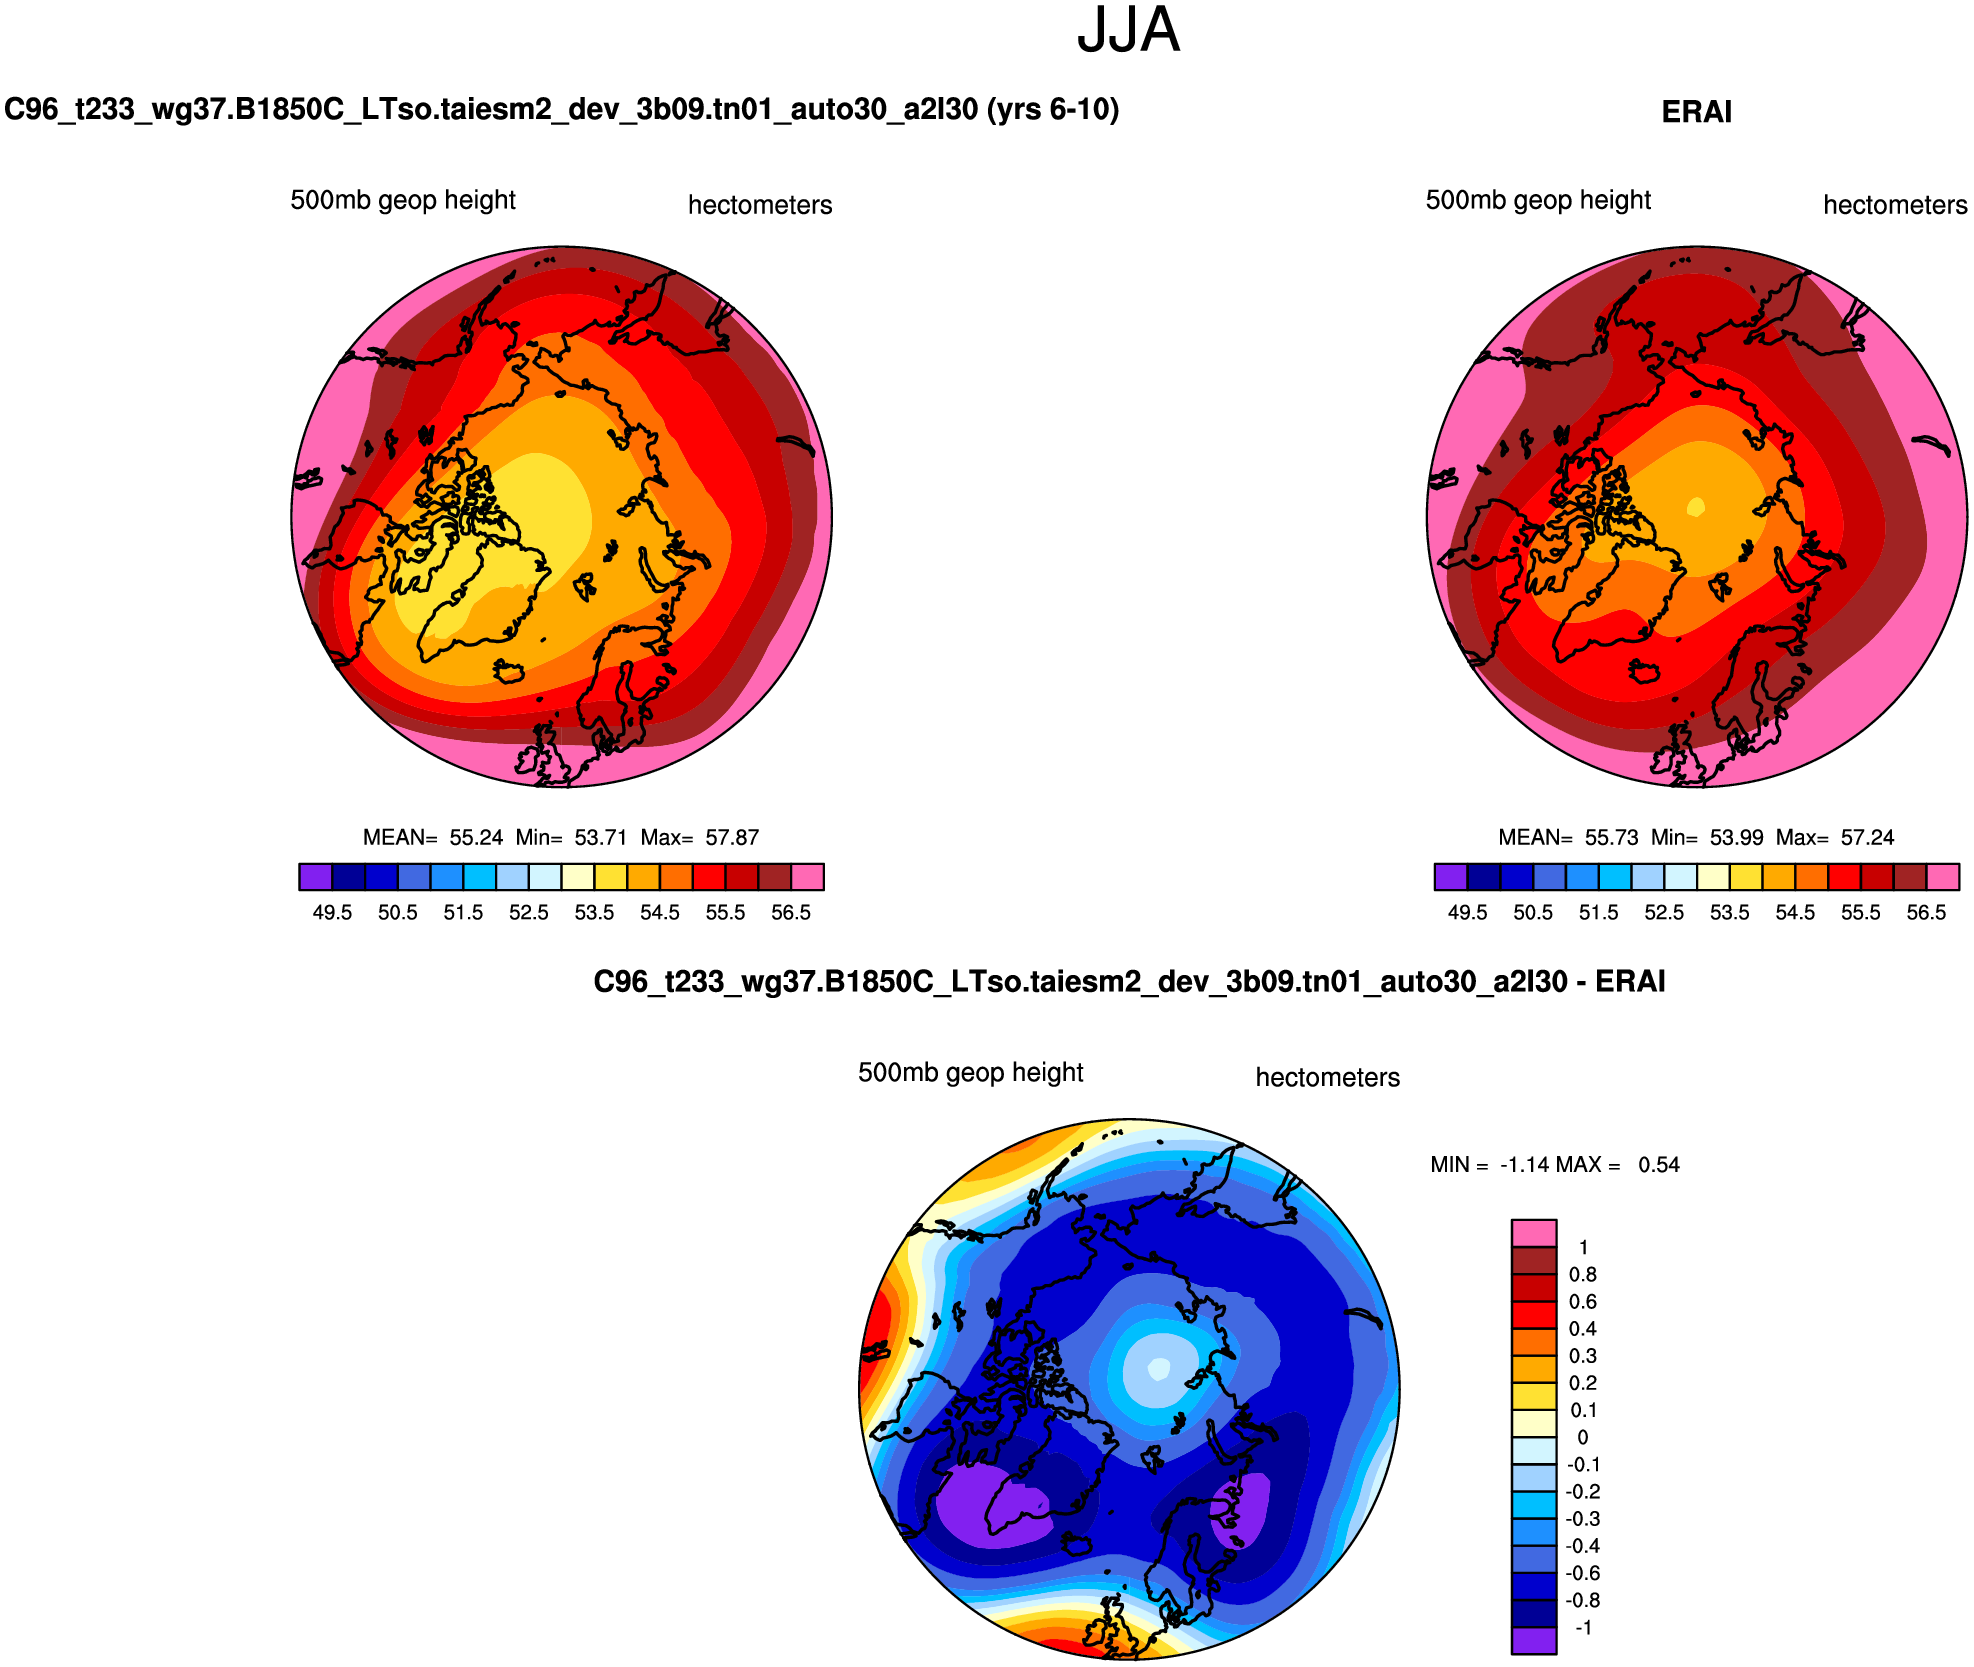 JJA
C96_t233_wg37.B1850C_LTso.taiesm2_dev_3b09.tn01_auto30_a2l30 (yrs 6-10)
ERAI
500mb geop height hectometers
500mb geop height hectometers
MEAN= 55.24 Min= 53.71 Max= 57.87
MEAN= 55.73 Min= 53.99 Max= 57.24
49.5 50.5 51.5 52.5 53.5 54.5 55.5 56.5
49.5 50.5 51.5 52.5 53.5 54.5 55.5 56.5
C96_t233_wg37.B1850C_LTso.taiesm2_dev_3b09.tn01_auto30_a2l30 - ERAI
500mb geop height hectometers
MIN = -1.14 MAX = 0.54
1
0.8
0.6
0.4
0.3
0.2
0.1
0
-0.1
-0.2
-0.3
-0.4
-0.6
-0.8
-1